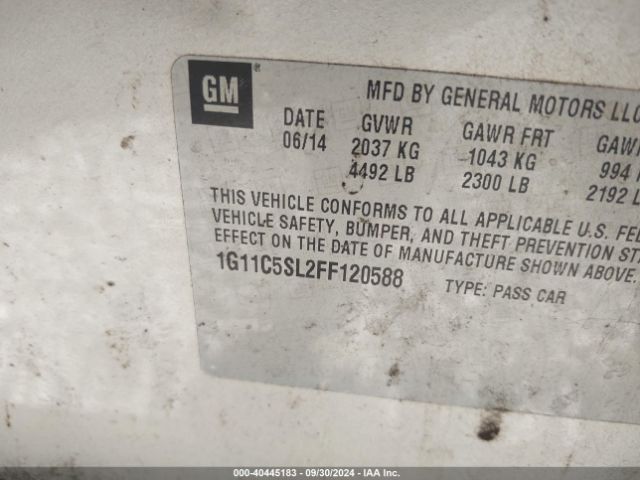 GM®
MFD BY GENERAL MOTORS LLC
DATE GVWR GAWR FRT GAWR
06/14 2037 KG 1043 KG 994
4492 LB 2300 LB 2192
THIS VEHICLE CONFORMS TO ALL APPLICABLE U.S.
VEHICLE SAFETY, BUMPER, AND THEFT PREVENTION
EFFECT ON THE DATE OF MANUFACTURE SHOWN ABOVE.
1G11C5SL2FF120588 TYPE: PASS CAR
000-40445183 - 09/30/2024 - IAA Inc.